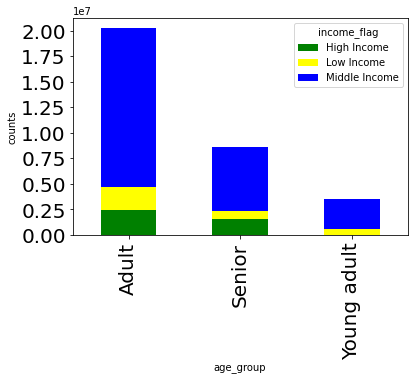 1e7
income_flag
High Income
Low Income
Middle Income
2.00
1.75
1.50
1.25
1.00
0.75
0.50
0.25
0.00
counts
Adult
Senior
Young adult
age_group